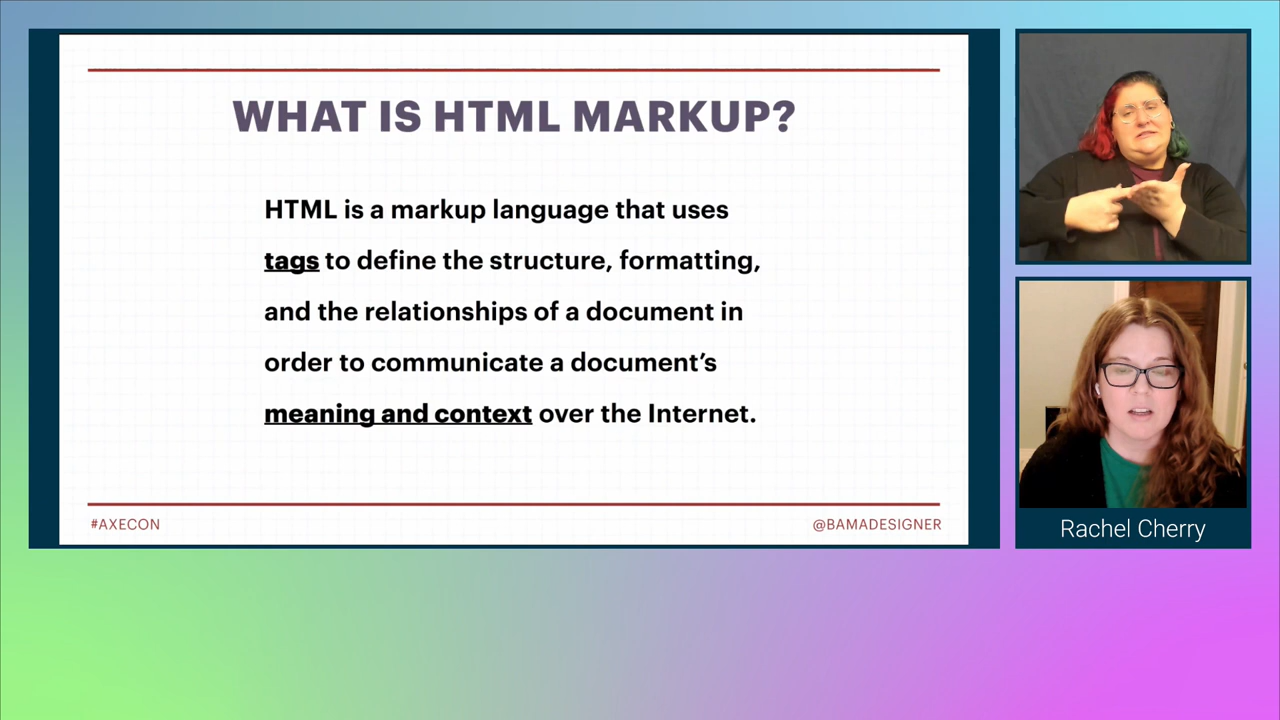 WHAT IS HTML MARKUP?
HTML is a markup language that uses
tags to define the structure, formatting,
and the relationships of a document in
order to communicate a document’s
meaning and context over the Internet.
#AXECON
@BAMADESIGNER
Rachel Cherry